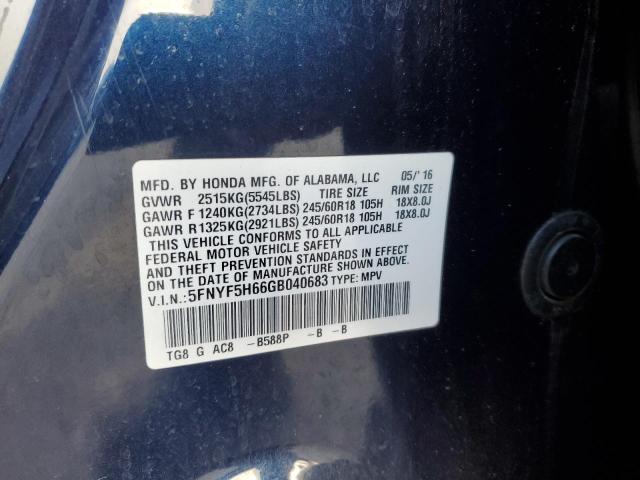 MFD. BY HONDA MFG. OF ALABAMA, LLC 05/'16
GVWR 2515KG(5545LBS) TIRE SIZE RIM SIZE
GAWR F 1240KG(2734LBS) 245/60R18 105H 18X8.0J
GAWR R1325KG(2921LBS) 245/60R18 105H 18X8.0J
THIS VEHICLE CONFORMS TO ALL APPLICABLE
FEDERAL MOTOR VEHICLE SAFETY
AND THEFT PREVENTION STANDARDS IN EFFECT
ON THE DATE OF MANUFACTURE SHOWN ABOVE.
V.I.N.: 5FNYF5H66GB040683 TYPE: MPV
TG8 G AC8 -B588P -B -B